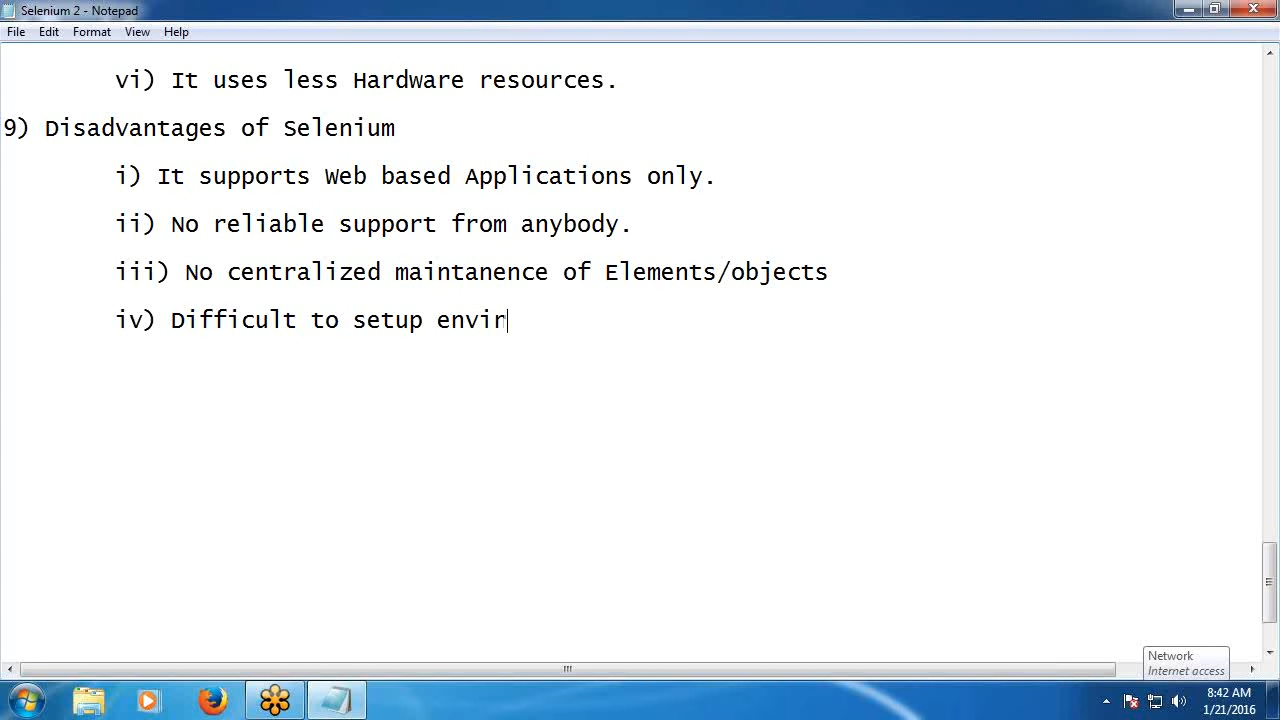 Selenium 2 - Notepad
File Edit Format View Help
vi) It uses less Hardware resources.
9) Disadvantages of Selenium
i) It supports Web based Applications only.
ii) No reliable support from anybody.
iii) No centralized maintanence of Elements/objects
iv) Difficult to setup envir
Network
Internet access
8:42 AM
1/21/2016